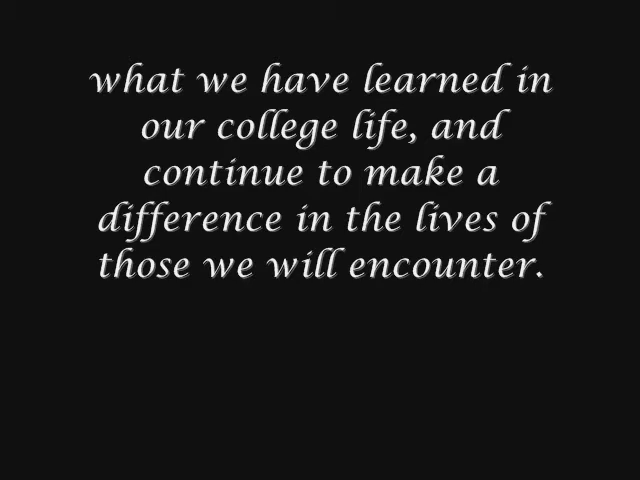 what we have learned in
our college life, and
continue to make a
difference in the lives of
those we will encounter.